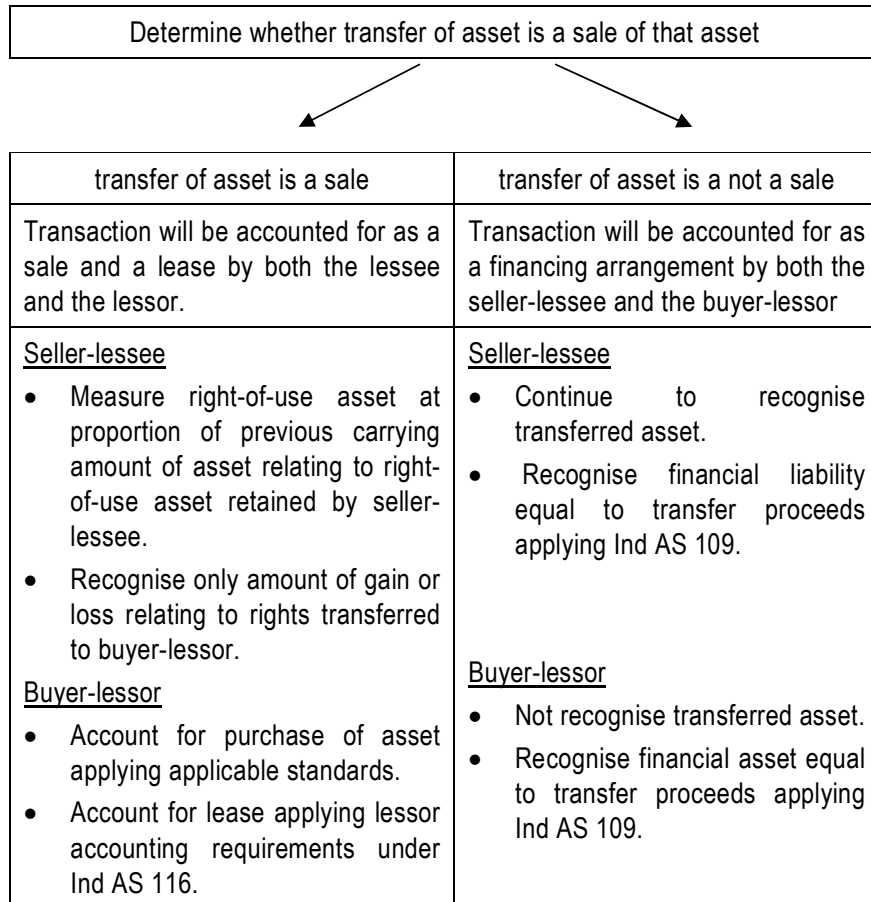 Determine whether transfer of asset is a sale of that asset
transfer of asset is a sale
Transaction will be accounted for as a
sale and a lease by both the lessee
and the lessor.
Seller-lessee
• Measure right-of-use asset at
proportion of previous carrying
amount of asset relating to right-
of-use asset retained by seller-
lessee.
• Recognise only amount of gain or
loss relating to rights transferred
to buyer-lessor.
Buyer-lessor
• Account for purchase of asset
applying applicable standards.
• Account for lease applying lessor
accounting requirements under
Ind AS 116.
transfer of asset is a not a sale
Transaction will be accounted for as
a financing arrangement by both the
seller-lessee and the buyer-lessor
Seller-lessee
• Continue to recognise
transferred asset.
• Recognise financial liability
equal to transfer proceeds
applying Ind AS 109.
Buyer-lessor
• Not recognise transferred asset.
• Recognise financial asset equal
to transfer proceeds applying
Ind AS 109.